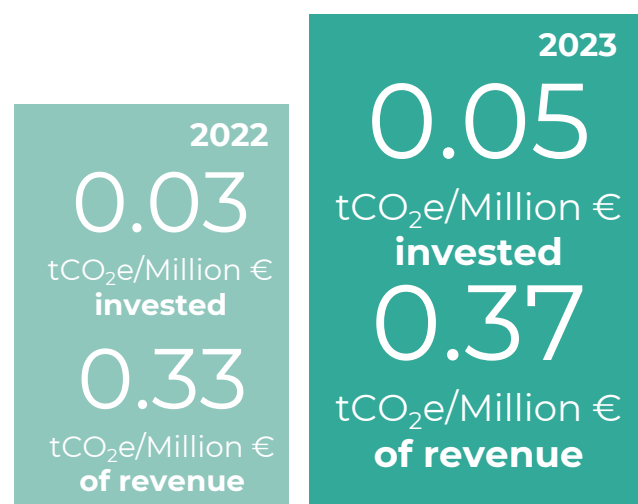 2022
0.03
tCO₂e/Million €
invested
0.33
tCO₂e/Million €
of revenue
2023
0.05
tCO₂e/Million €
invested
0.37
tCO₂e/Million €
of revenue